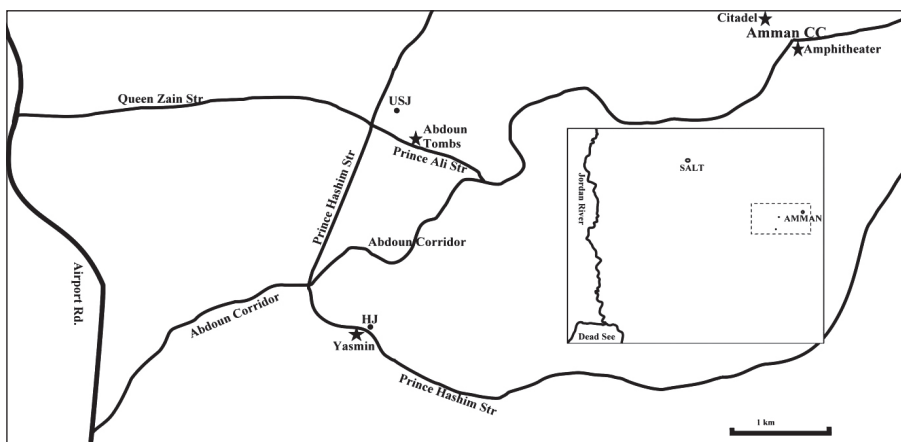 Citadel
Amman CC
Amphitheater
Queen Zain Str
USJ
Abdoun
Tombs
Prince Ali Str
Prince Hashim Str
Abdoun Corridor
Airport Rd.
Abdoun Corridor
HJ
Yasmin
Prince Hashim Str
SALT
Jordan River
AMMAN
Dead See
1 km